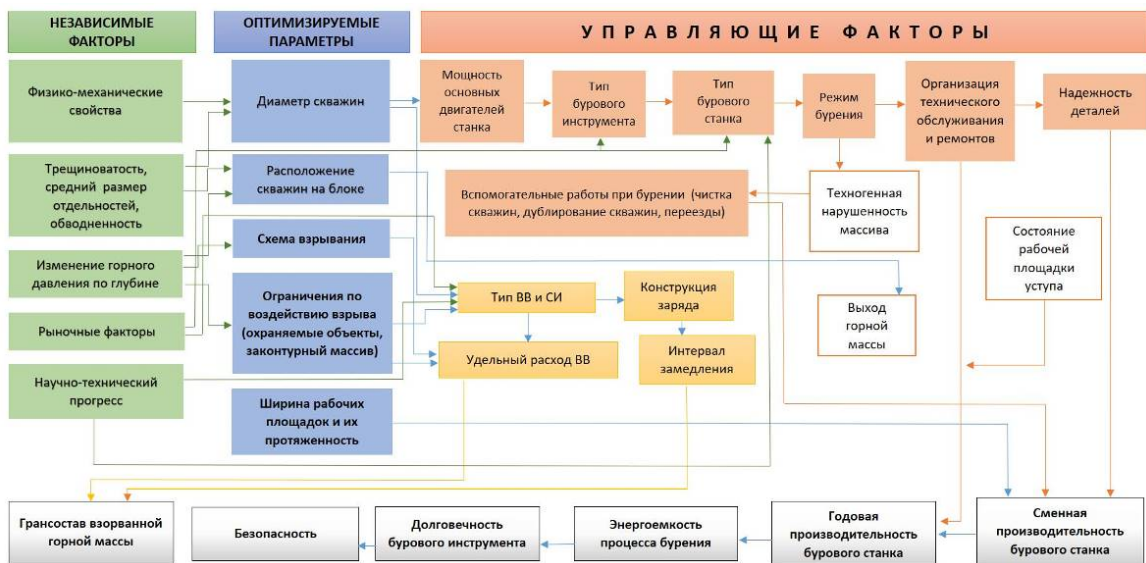 НЕЗАВИСИМЫЕ
ФАКТОРЫ
ОПТИМИЗИРУЕМЫЕ
ПАРАМЕТРЫ
УПРАВЛЯЮЩИЕ ФАКТОРЫ
Физико-механические
свойства
Диаметр скважин
Мощность
основных
двигателей
станка
Тип
бурового
инструмента
Тип
бурового
станка
Режим
бурения
Организация
технического
обслуживания
и ремонтов
Надежность
деталей
Трещиноватость,
средний размер
отдельностей,
обводненность
Расположение
скважин на блоке
Вспомогательные работы при бурении (чистка
скважин, дублирование скважин, переезды)
Техногенная
нарушенность
массива
Состояние
рабочей
площадки
уступа
Изменение горного
давления по глубине
Схема взрывания
Рыночные факторы
Ограничения по
воздействию взрыва
(охраняемые объекты,
законтурный массив)
Тип ВВ и СИ
Конструкция
заряда
Выход
горной
массы
Удельный расход ВВ
Интервал
замедления
Научно-технический
прогресс
Ширина рабочих
площадок и их
протяженность
Грансостав взорванной
горной массы
Безопасность
Долговечность
бурового инструмента
Энергоемкость
процесса бурения
Годовая
производительность
бурового станка
Сменная
производительность
бурового станка